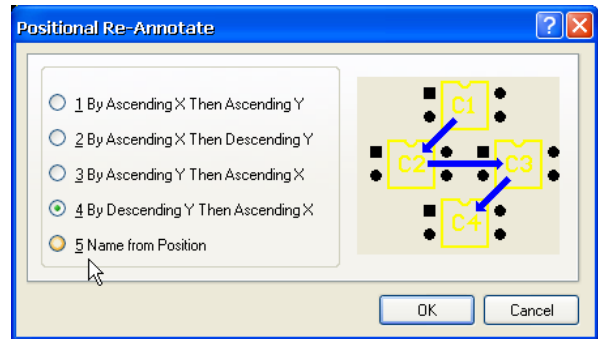 Positional Re-Annotate
1 By Ascending X Then Ascending Y
2 By Ascending X Then Descending Y
3 By Ascending Y Then Ascending X
4 By Descending Y Then Ascending X
5 Name from Position
C1
C2 C3
C4
OK Cancel